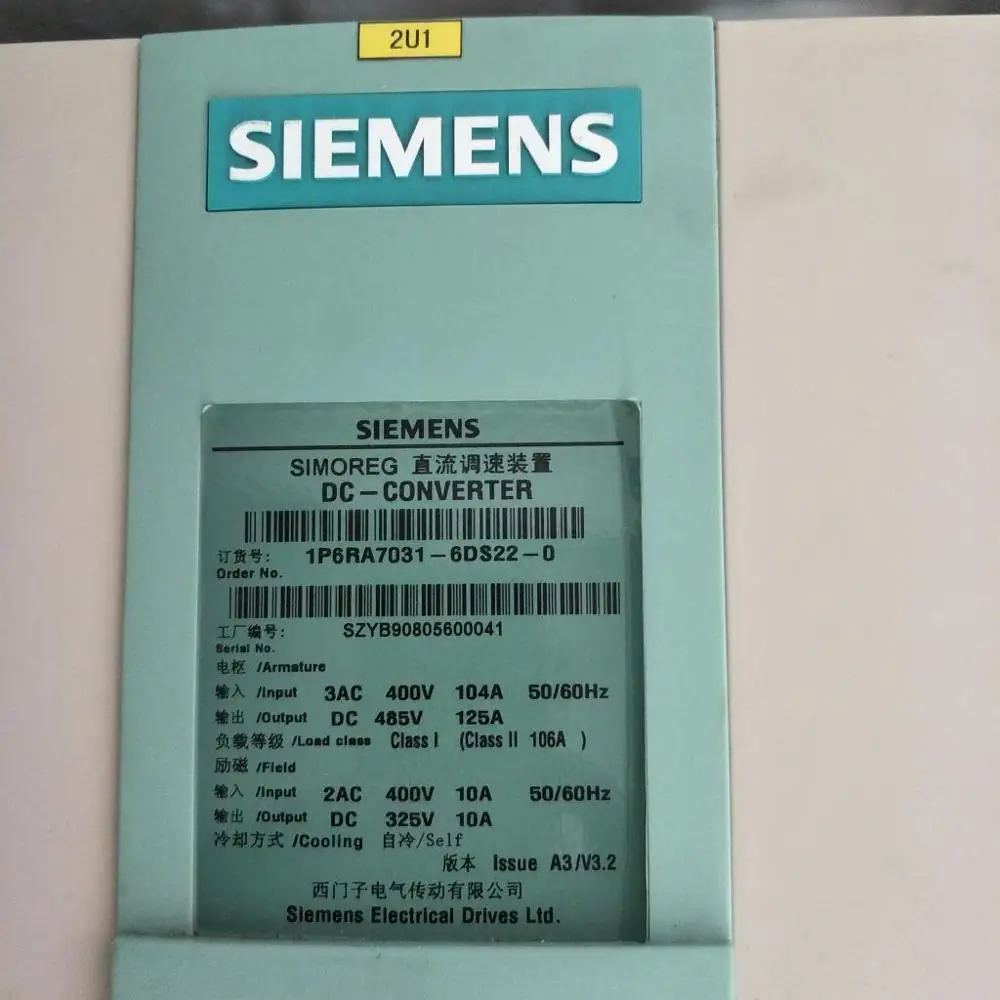 2U1
SIEMENS
SIEMENS
SIMOREG 直流调速装置
DC-CONVERTER
订货号: 1P6RA7031-6DS22-0
Order No.
工厂编号: SZYB90805600041
Serial No.
电枢 /Armature
输入 /Input 3AC 400V 104A 50/60Hz
输出 /Output DC 485V 125A
负载等级 /Load class Class I (Class II 106A )
励磁 /Field
输入 /Input 2AC 400V 10A 50/60Hz
输出 /Output DC 325V 10A
冷却方式 /Cooling 自冷/Self
版本 Issue A3/V3.2
西门子电气传动有限公司
Siemens Electrical Drives Ltd.